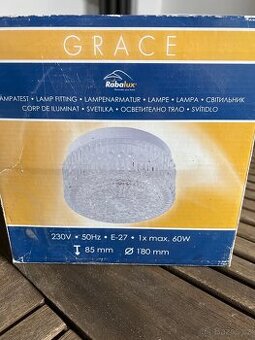 GRACE
Rábalux®
LÁMPATEST • LAMP FITTING • LAMPENARMATUR • LAMPE • LAMPA • СВІТИЛЬНИК
CORP DE ILUMINAT • SVETILKA • ОСВЕТИТЕЛНО ТЯЛО • SVÍTIDLO
230V • 50Hz • E-27 • 1x max. 60W
85 mm Ø 180 mm